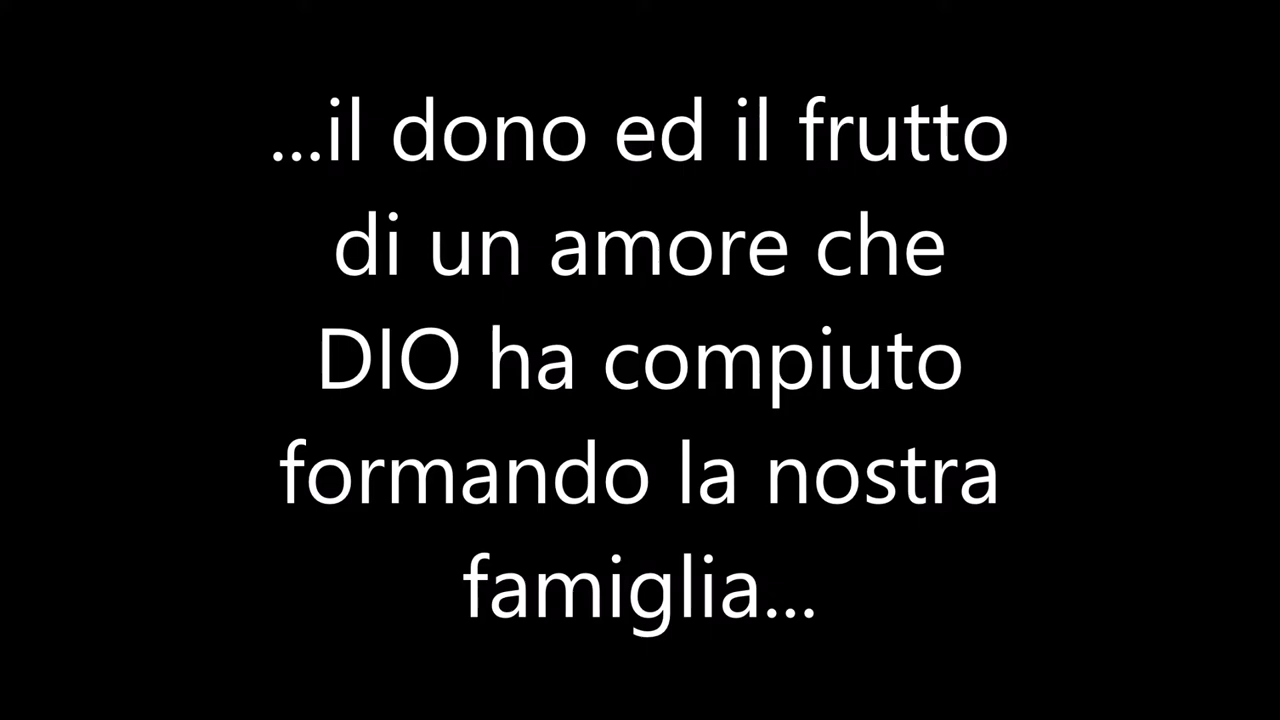 ...il dono ed il frutto
di un amore che
DIO ha compiuto
formando la nostra
famiglia...